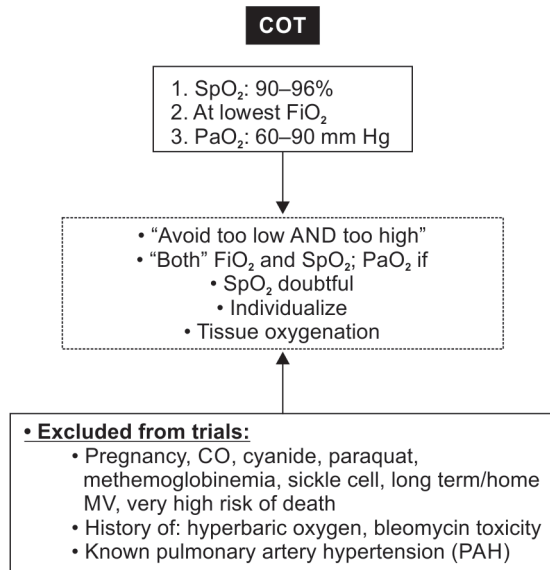 COT
1. SpO₂: 90–96%
2. At lowest FiO₂
3. PaO₂: 60–90 mm Hg
• “Avoid too low AND too high”
• “Both” FiO₂ and SpO₂; PaO₂ if
• SpO₂ doubtful
• Individualize
• Tissue oxygenation
• Excluded from trials:
• Pregnancy, CO, cyanide, paraquat,
methemoglobinemia, sickle cell, long term/home
MV, very high risk of death
• History of: hyperbaric oxygen, bleomycin toxicity
• Known pulmonary artery hypertension (PAH)